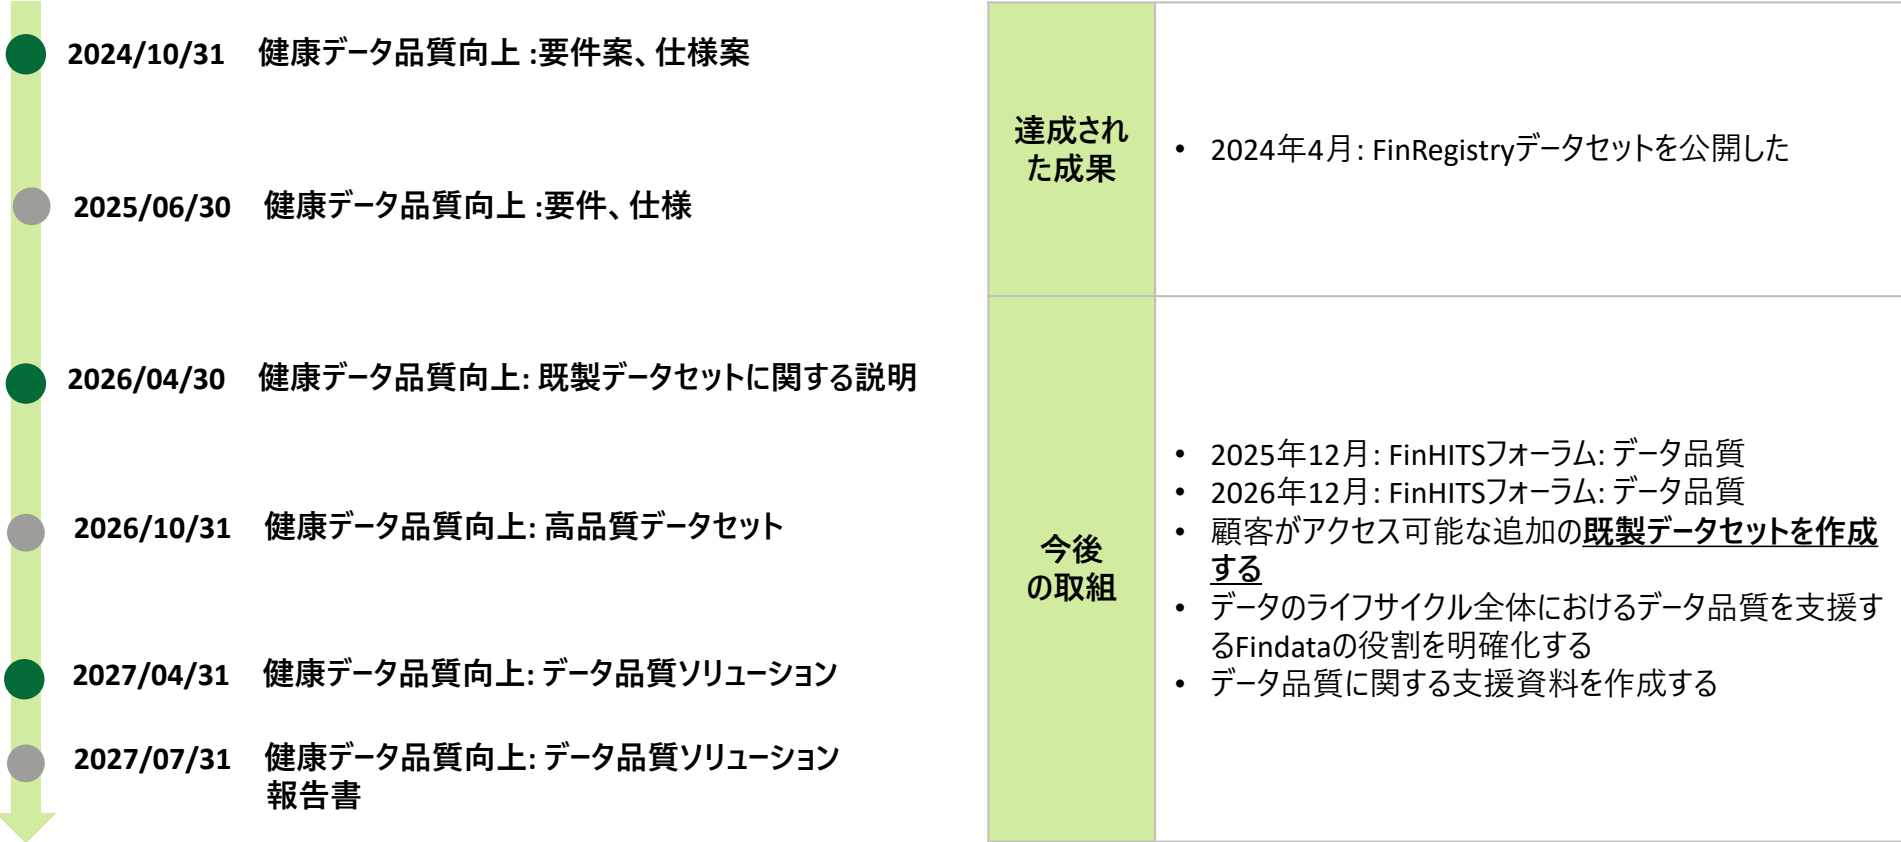 2024/10/31 健康データ品質向上 :要件案、仕様案
2025/06/30 健康データ品質向上 :要件、仕様
2026/04/30 健康データ品質向上: 既製データセットに関する説明
2026/10/31 健康データ品質向上: 高品質データセット
2027/04/31 健康データ品質向上: データ品質ソリューション
2027/07/31 健康データ品質向上: データ品質ソリューション
報告書
達成され
た成果
• 2024年4月: FinRegistryデータセットを公開した
今後
の取組
• 2025年12月: FinHITSフォーラム: データ品質
• 2026年12月: FinHITSフォーラム: データ品質
• 顧客がアクセス可能な追加の既製データセットを作成
する
• データのライフサイクル全体におけるデータ品質を支援す
るFindataの役割を明確化する
• データ品質に関する支援資料を作成する